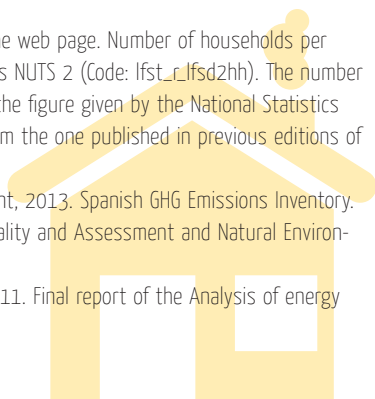 e web page. Number of households per
s NUTS 2 (Code: lfst_r_lfsd2hh). The number
the figure given by the National Statistics
m the one published in previous editions of
nt, 2013. Spanish GHG Emissions Inventory.
ality and Assessment and Natural Environ-
11. Final report of the Analysis of energy